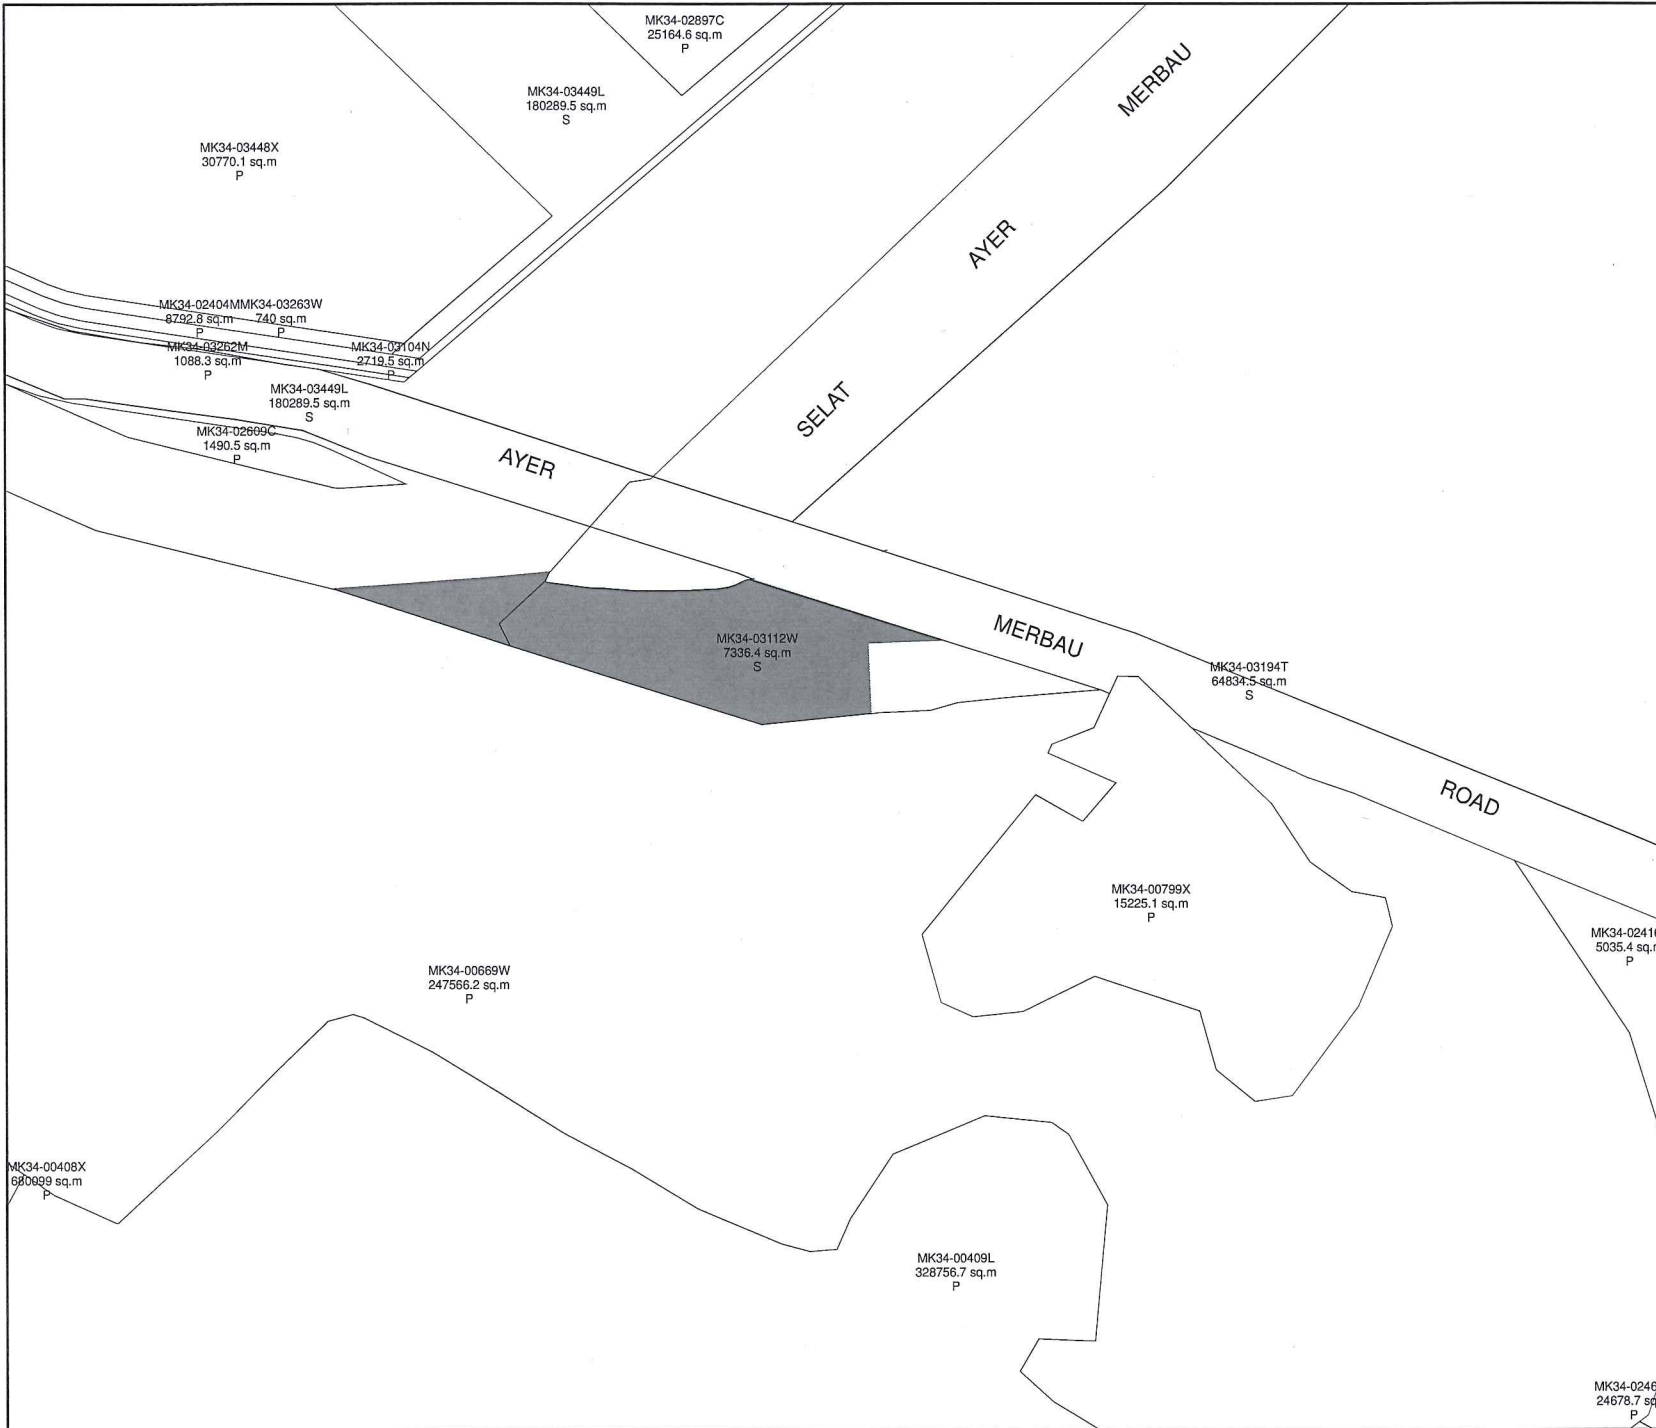 MK34-02897C
25164.6 sq.m
P
MK34-03449L
180289.5 sq.m
S
MERBAU
MK34-03448X
30770.1 sq.m
P
AYER
MK34-02404M
8792.8 sq.m
P
MK34-03263W
740 sq.m
P
MK34-03262M
1088.3 sq.m
P
MK34-03104N
2719.5 sq.m
P
MK34-03449L
180289.5 sq.m
S
SELAT
MK34-02609C
1490.5 sq.m
P
AYER
MERBAU
MK34-03112W
7336.4 sq.m
S
MK34-03194T
64834.5 sq.m
S
ROAD
MK34-00799X
15225.1 sq.m
P
5035.4
P
MK34-00669W
247566.2 sq.m
P
MK34-00408X
680099 sq.m
P
MK34-00409L
328756.7 sq.m
P
24678.7
P